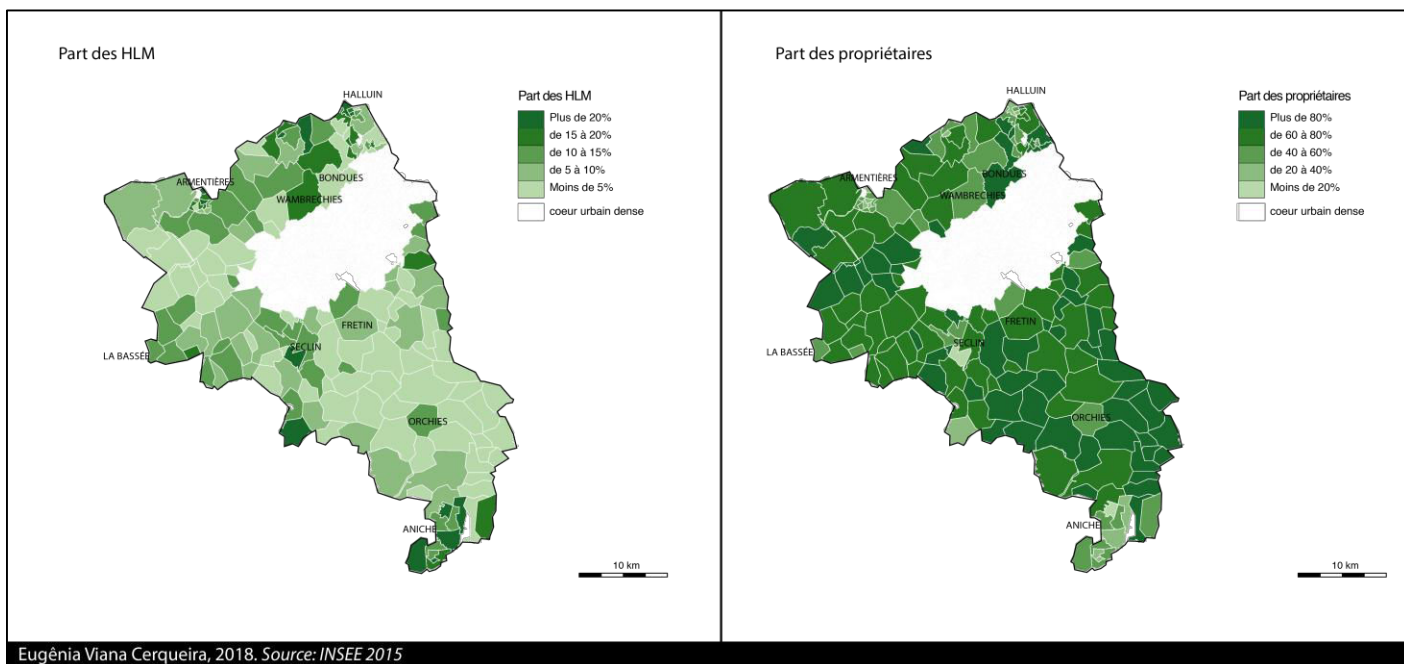 Part des HLM
HALLUIN
ARMENTIÈRES
BONDUES
WAMBRECHIES
FRETIN
LA BASSÉE
SECLIN
ORCHIES
ANICHE
Part des HLM
Plus de 20%
de 15 à 20%
de 10 à 15%
de 5 à 10%
Moins de 5%
coeur urbain dense
10 km
Part des propriétaires
HALLUIN
ARMENTIÈRES
BONDUES
WAMBRECHIES
FRETIN
LA BASSÉE
SECLIN
ORCHIES
ANICHE
Part des propriétaires
Plus de 80%
de 60 à 80%
de 40 à 60%
de 20 à 40%
Moins de 20%
coeur urbain dense
10 km
Eugênia Viana Cerqueira, 2018. Source: INSEE 2015